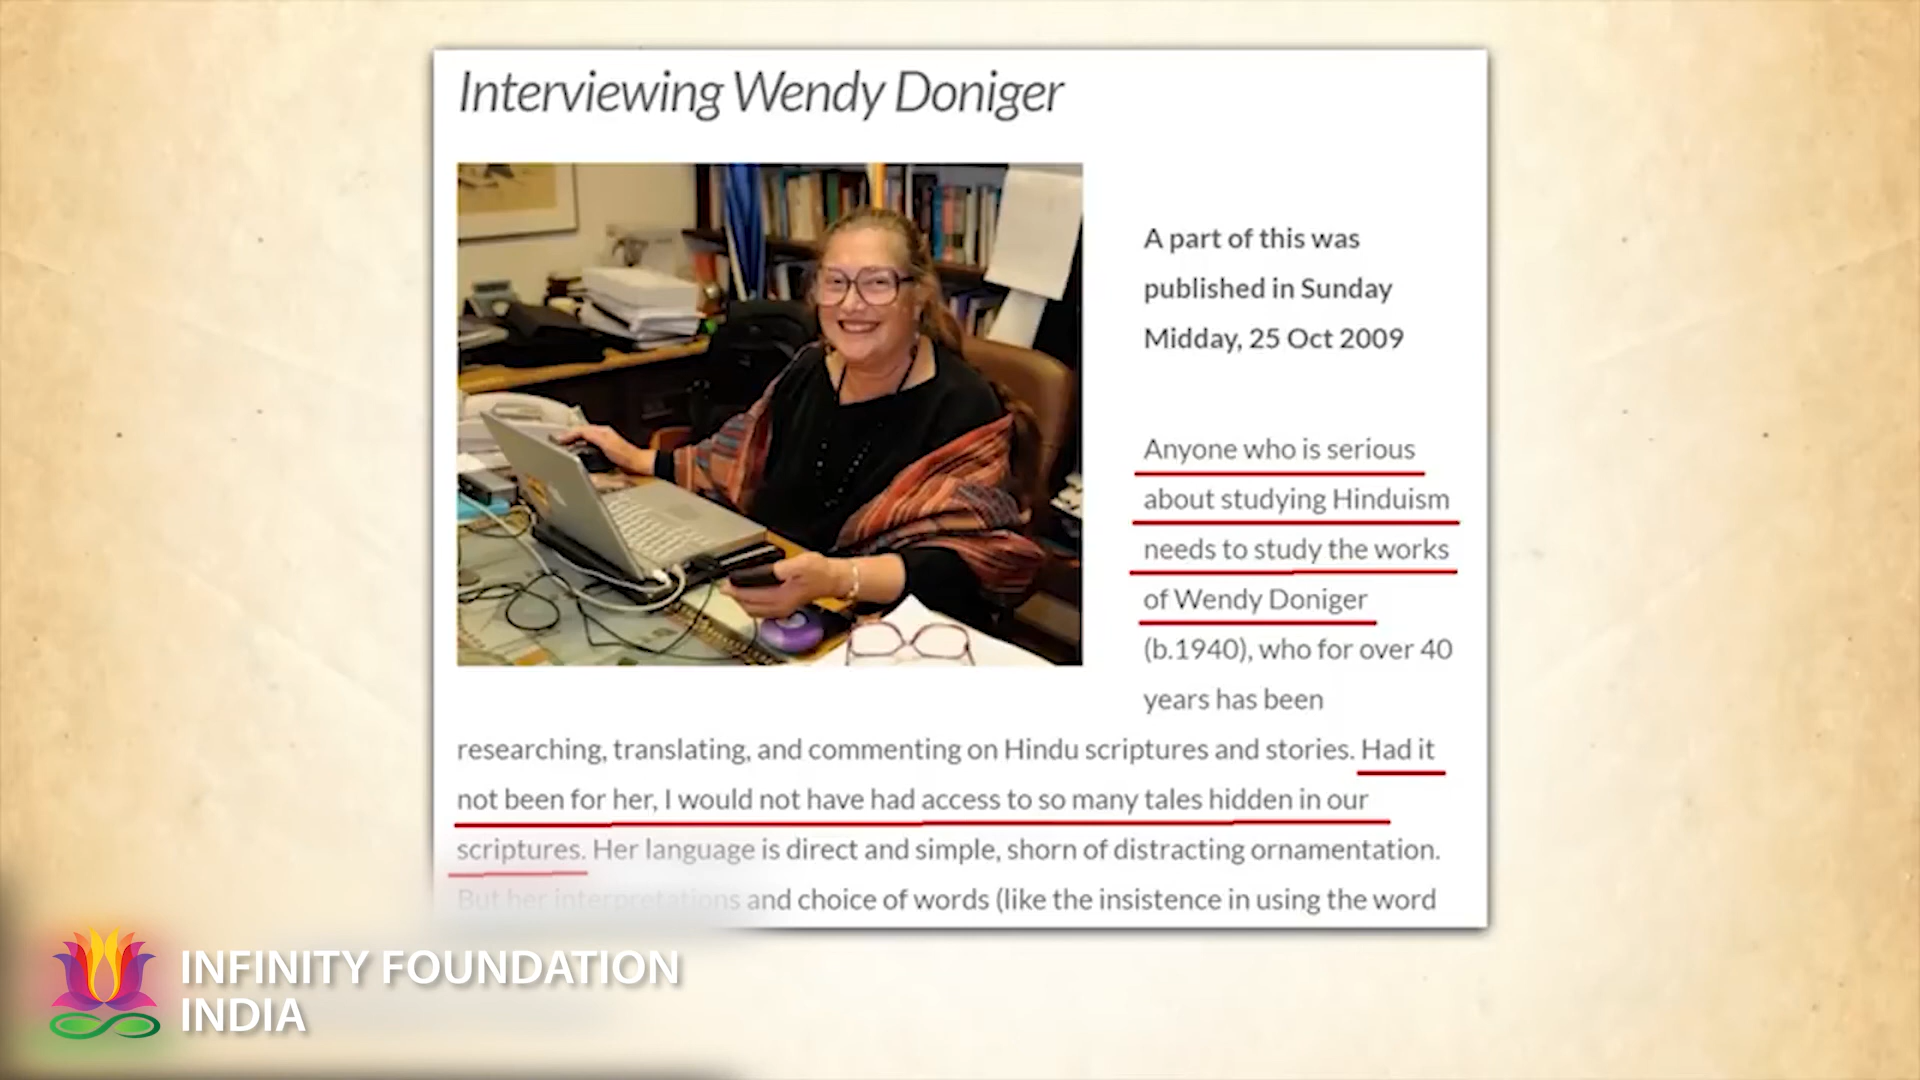 Interviewing Wendy Doniger
A part of this was
published in Sunday
Midday, 25 Oct 2009
Anyone who is serious
about studying Hinduism
needs to study the works
of Wendy Doniger
(b.1940), who for over 40
years has been
researching, translating, and commenting on Hindu scriptures and stories. Had it
not been for her, I would not have had access to so many tales hidden in our
scriptures. Her language is direct and simple, shorn of distracting ornamentation.
But her interpretations and choice of words (like the insistence in using the word
INFINITY FOUNDATION
INDIA